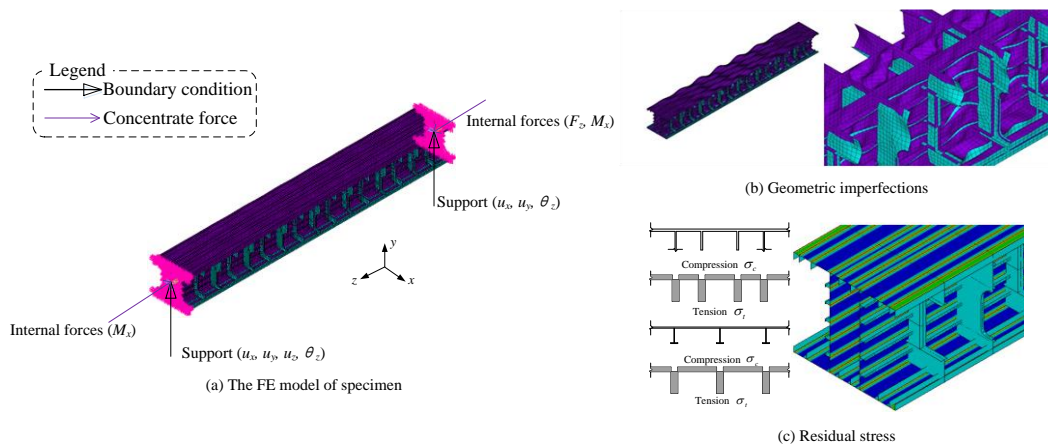 Legend
Boundary condition
Concentrate force
Internal forces (Fz, Mx)
Support (ux, uy, θz)
y
z
x
Internal forces (Mx)
Support (ux, uy, uz, θz)
(a) The FE model of specimen
(b) Geometric imperfections
Compression σc
Tension σt
Compression σc
Tension σt
(c) Residual stress